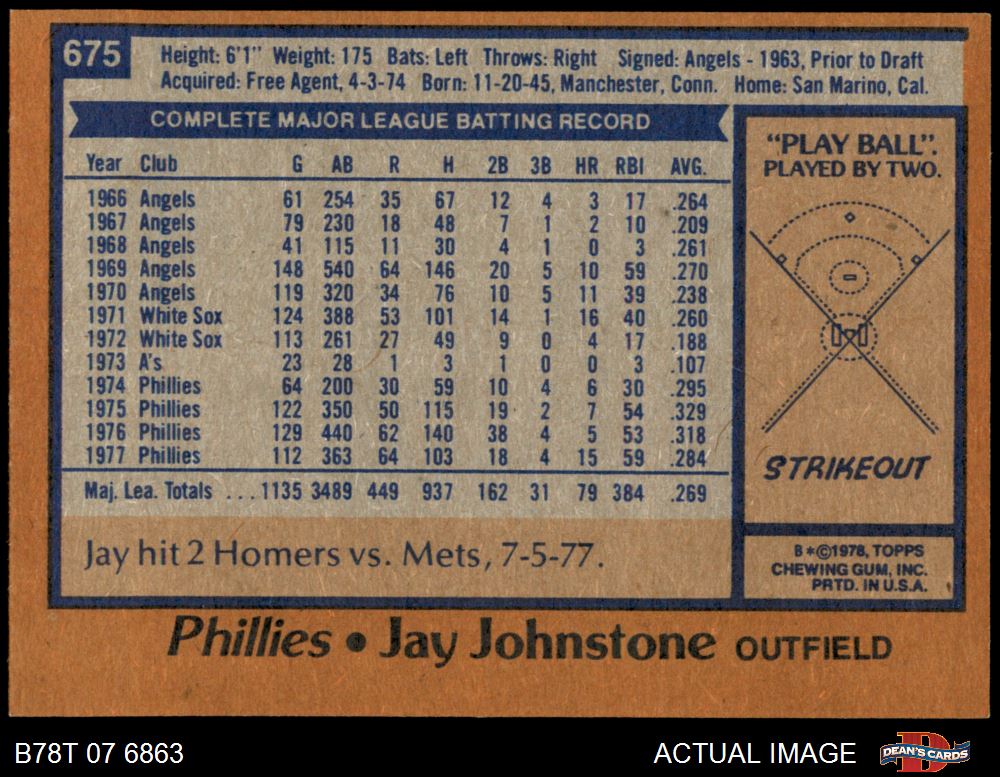 675
Height: 6'1" Weight: 175 Bats: Left Throws: Right Signed: Angels - 1963, Prior to Draft
Acquired: Free Agent, 4-3-74 Born: 11-20-45, Manchester, Conn. Home: San Marino, Cal.
COMPLETE MAJOR LEAGUE BATTING RECORD
Year Club G AB R H 2B 3B HR RBI AVG.
1966 Angels 61 254 35 67 12 4 3 17 .264
1967 Angels 79 230 18 48 7 1 2 10 .209
1968 Angels 41 115 11 30 4 1 0 3 .261
1969 Angels 148 540 64 146 20 5 10 59 .270
1970 Angels 119 320 34 76 10 5 11 39 .238
1971 White Sox 124 388 53 101 14 1 16 40 .260
1972 White Sox 113 261 27 49 9 0 4 17 .188
1973 A's 23 28 1 3 1 0 0 3 .107
1974 Phillies 64 200 30 59 10 4 6 30 .295
1975 Phillies 122 350 50 115 19 2 7 54 .329
1976 Phillies 129 440 62 140 38 4 5 53 .318
1977 Phillies 112 363 64 103 18 4 15 59 .284
Maj. Lea. Totals ... 1135 3489 449 937 162 31 79 384 .269
Jay hit 2 Homers vs. Mets, 7-5-77.
"PLAY BALL".
PLAYED BY TWO.
STRIKEOUT
B*©1978, TOPPS
CHEWING GUM, INC.
PRTD. IN U.S.A.
Phillies • Jay Johnstone OUTFIELD
B78T 07 6863
ACTUAL IMAGE
DEAN'S CARDS